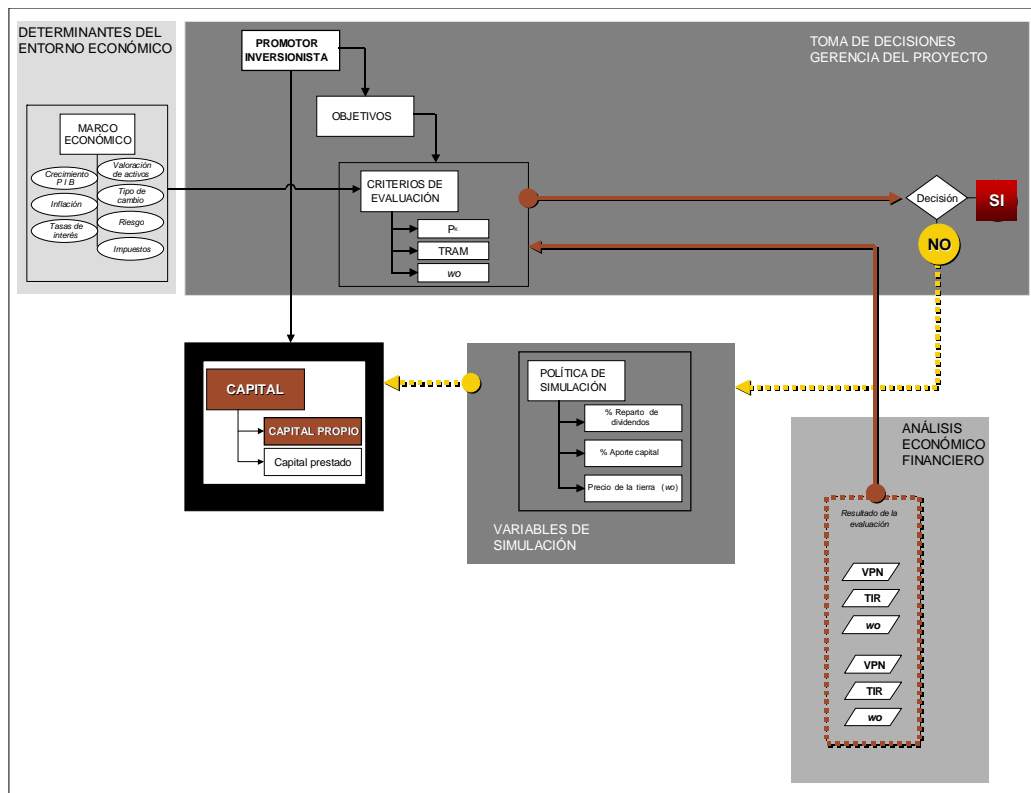 DETERMINANTES DEL
ENTORNO ECONÓMICO
MARCO
ECONÓMICO
Crecimiento
P I B
Valoración
de activos
Inflación
Tipo de
cambio
Tasas de
interés
Riesgo
Impuestos
TOMA DE DECISIONES
GERENCIA DEL PROYECTO
PROMOTOR
INVERSIONISTA
OBJETIVOS
CRITERIOS DE
EVALUACIÓN
PK
TRAM
wo
Decisión
SI
NO
CAPITAL
CAPITAL PROPIO
Capital prestado
POLÍTICA DE
SIMULACIÓN
% Reparto de
dividendos
% Aporte capital
Precio de la tierra (wo)
VARIABLES DE
SIMULACIÓN
ANÁLISIS
ECONÓMICO
FINANCIERO
Resultado de la
evaluación
VPN
TIR
wo
VPN
TIR
wo